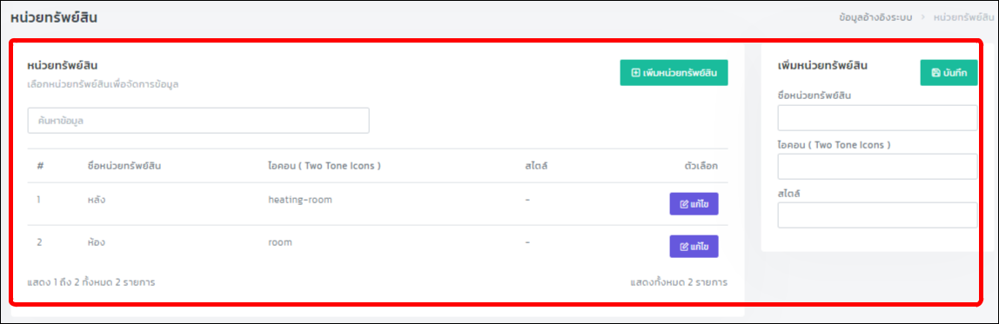 หน่วยทรัพย์สิน
ข้อมูลอ้างอิงระบบ > หน่วยทรัพย์สิน
หน่วยทรัพย์สิน
เลือกหน่วยทรัพย์สินเพื่อจัดการข้อมูล
เพิ่มหน่วยทรัพย์สิน
ค้นหาข้อมูล
# ชื่อหน่วยทรัพย์สิน ไอคอน ( Two Tone Icons ) สไตล์ ตัวเลือก
1 หลัง heating-room - แก้ไข
2 ห้อง room - แก้ไข
แสดง 1 ถึง 2 ทั้งหมด 2 รายการ
แสดงทั้งหมด 2 รายการ
เพิ่มหน่วยทรัพย์สิน
บันทึก
ชื่อหน่วยทรัพย์สิน
ไอคอน ( Two Tone Icons )
สไตล์